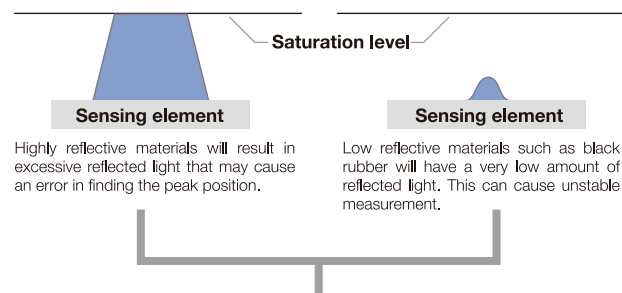 Saturation level
Sensing element
Highly reflective materials will result in
excessive reflected light that may cause
an error in finding the peak position.
Sensing element
Low reflective materials such as black
rubber will have a very low amount of
reflected light. This can cause unstable
measurement.